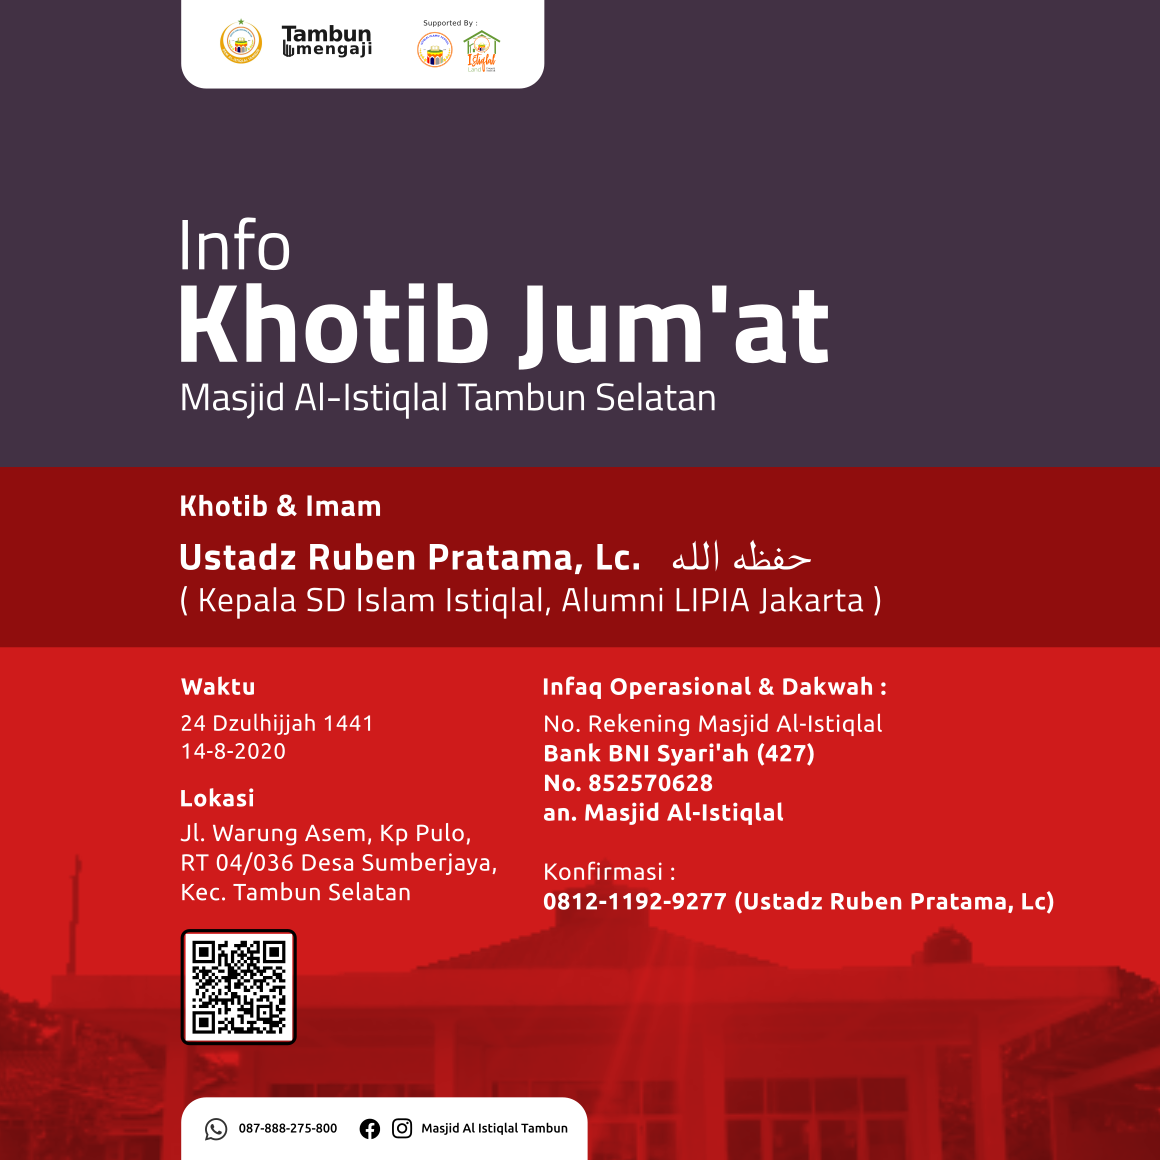 Tambun
mengaji
Supported By :
Istiqlal
Info
Khotib Jum'at
Masjid Al-Istiqlal Tambun Selatan
Khotib & Imam
Ustadz Ruben Pratama, Lc. حفظه الله
( Kepala SD Islam Istiqlal, Alumni LIPIA Jakarta )
Waktu
24 Dzulhijjah 1441
14-8-2020
Lokasi
Jl. Warung Asem, Kp Pulo,
RT 04/036 Desa Sumberjaya,
Kec. Tambun Selatan
Infaq Operasional & Dakwah :
No. Rekening Masjid Al-Istiqlal
Bank BNI Syari'ah (427)
No. 852570628
an. Masjid Al-Istiqlal
Konfirmasi :
0812-1192-9277 (Ustadz Ruben Pratama, Lc)
087-888-275-800
Masjid Al Istiqlal Tambun